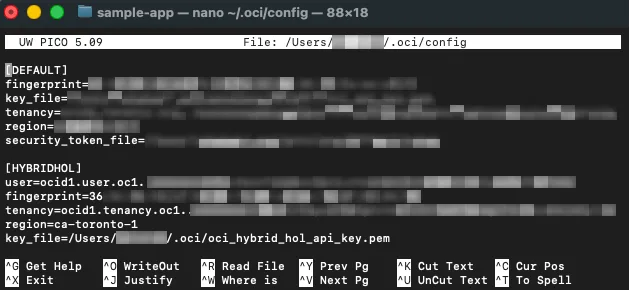 sample-app — nano ~/.oci/config — 88×18
UW PICO 5.09 File: /Users/ /.oci/config
[DEFAULT]
fingerprint=
key_file=
tenancy=
region=
security_token_file=
[HYBRIDHOL]
user=ocid1.user.oc1.
fingerprint=36
tenancy=ocid1.tenancy.oc1.
region=ca-toronto-1
key_file=/Users/ /.oci/oci_hybrid_hol_api_key.pem
^G Get Help ^O WriteOut ^R Read File ^Y Prev Pg ^K Cut Text ^C Cur Pos
^X Exit ^J Justify ^W Where is ^V Next Pg ^U UnCut Text ^T To Spell